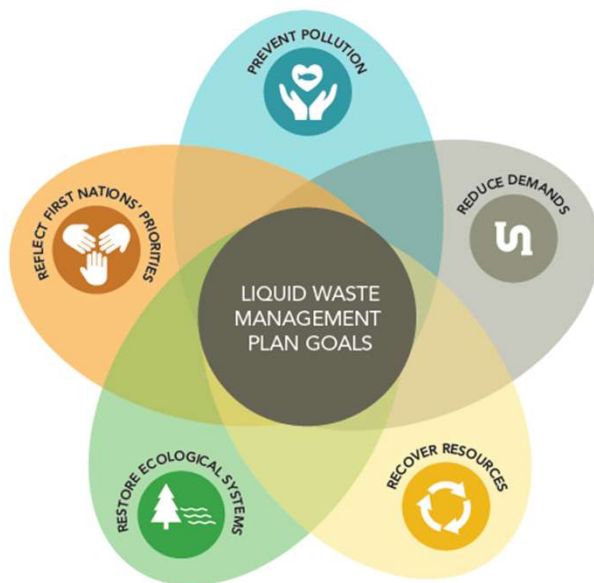 PREVENT POLLUTION
REDUCE DEMANDS
REFLECT FIRST NATIONS' PRIORITIES
LIQUID WASTE
MANAGEMENT
PLAN GOALS
RESTORE ECOLOGICAL SYSTEMS
RECOVER RESOURCES